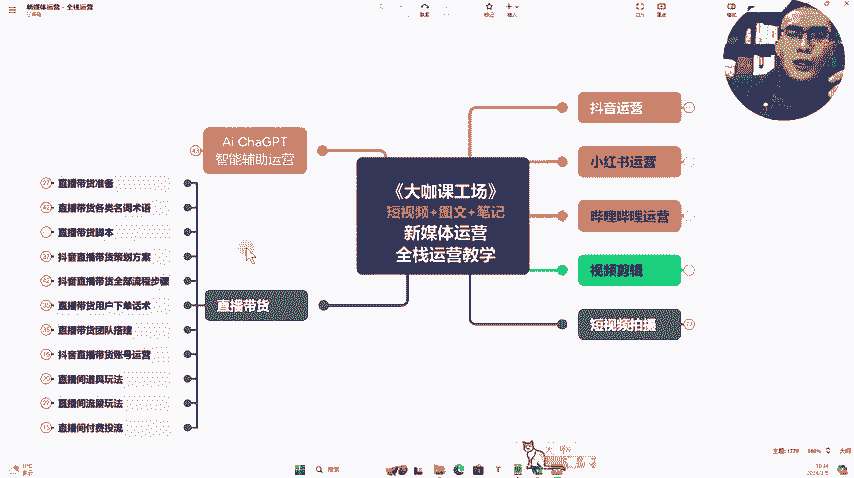 新媒体运营 - 全栈运营
Ai ChaGPT
智能辅助运营
《大咖课工场》
短视频+图文+笔记
新媒体运营
全栈运营教学
抖音运营
小红书运营
哔哩哔哩运营
视频剪辑
短视频拍摄
直播带货
直播带货准备
直播带货各类名词术语
直播带货脚本
抖音直播带货策划方案
抖音直播带货全部流程步骤
直播带货用户下单话术
直播带货团队搭建
抖音直播带货账号运营
直播间道具玩法
直播间流量玩法
直播间付费投流
搜索